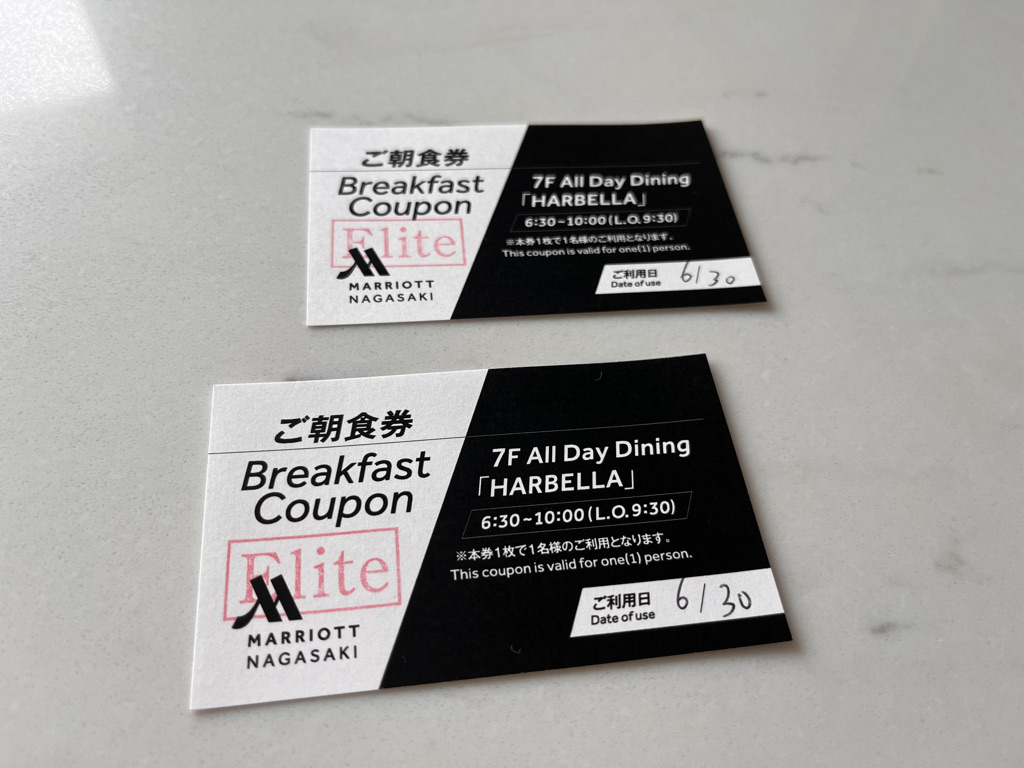 ご朝食券
Breakfast
Coupon
Elite
MARRIOTT
NAGASAKI
7F All Day Dining
「HARBELLA」
6:30~10:00(L.O.9:30)
※本券1枚で1名様のご利用となります。
This coupon is valid for one(1) person.
ご利用日
Date of use
6/30
ご朝食券
Breakfast
Coupon
Elite
MARRIOTT
NAGASAKI
7F All Day Dining
「HARBELLA」
6:30~10:00(L.O.9:30)
※本券1枚で1名様のご利用となります。
This coupon is valid for one(1) person.
ご利用日
Date of use
6/30